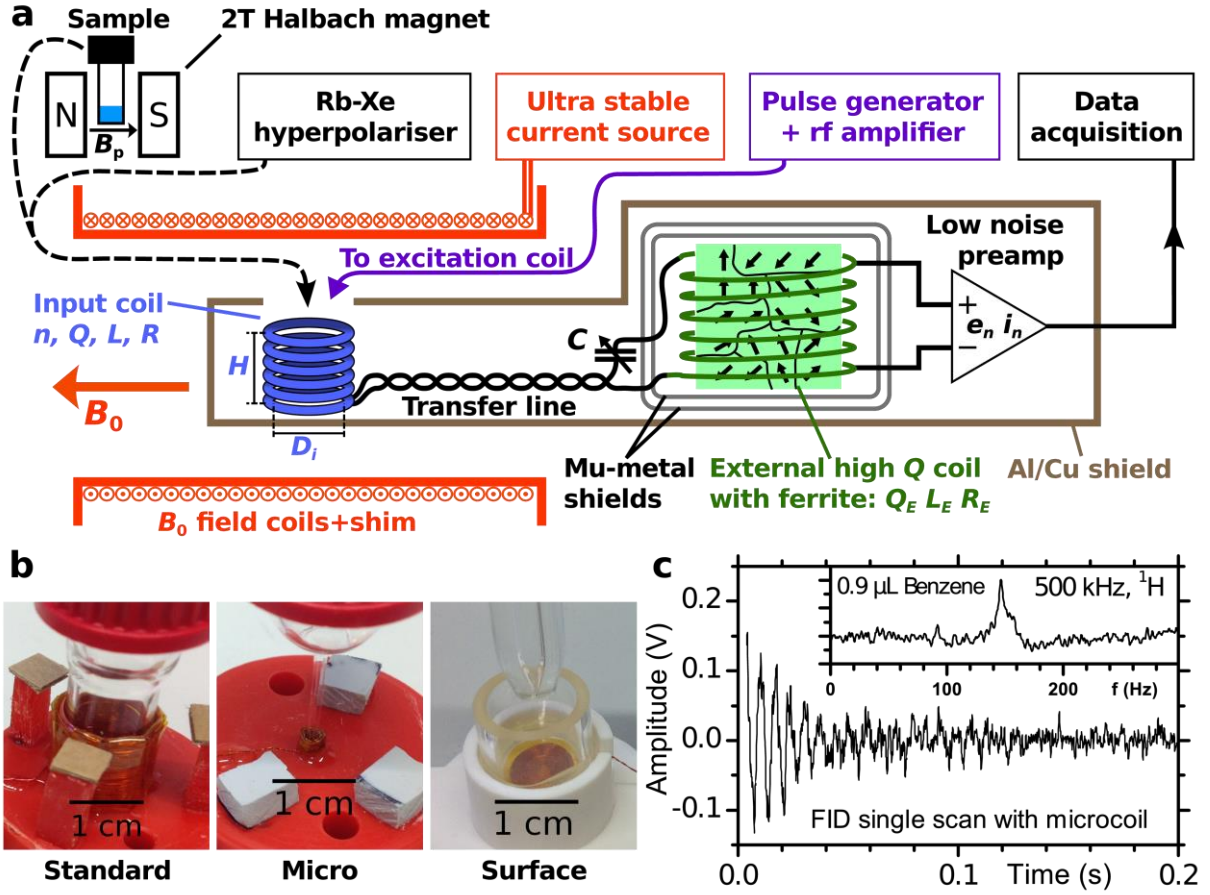 a
Sample
2T Halbach magnet
N
S
Bp
Rb-Xe
hyperpolariser
Ultra stable
current source
Pulse generator
+ rf amplifier
Data
acquisition
To excitation coil
Low noise
preamp
Input coil
n, Q, L, R
H
Di
B0
C
Transfer line
+
en in
−
Mu-metal
shields
External high Q coil
with ferrite: QE LE RE
Al/Cu shield
B0 field coils+shim
b
1 cm
Standard
1 cm
Micro
1 cm
Surface
c
0.9 µL Benzene
500 kHz, ¹H
0
100
200
f (Hz)
Amplitude (V)
0.2
0.1
0.0
-0.1
FID single scan with microcoil
0.0
0.1
Time (s)
0.2